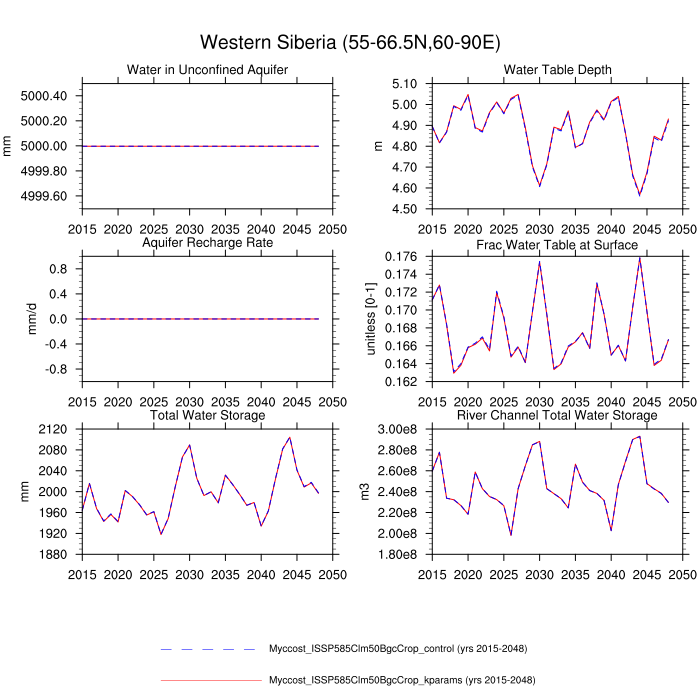 Western Siberia (55-66.5N,60-90E)
Water in Unconfined Aquifer
mm
5000.40
5000.20
5000.00
4999.80
4999.60
2015 2020 2025 2030 2035 2040 2045 2050
Water Table Depth
m
5.10
5.00
4.90
4.80
4.70
4.60
4.50
2015 2020 2025 2030 2035 2040 2045 2050
Aquifer Recharge Rate
mm/d
0.8
0.4
0.0
-0.4
-0.8
2015 2020 2025 2030 2035 2040 2045 2050
Frac Water Table at Surface
unitless [0-1]
0.176
0.174
0.172
0.170
0.168
0.166
0.164
0.162
2015 2020 2025 2030 2035 2040 2045 2050
Total Water Storage
mm
2120
2080
2040
2000
1960
1920
1880
2015 2020 2025 2030 2035 2040 2045 2050
River Channel Total Water Storage
m3
3.00e8
2.80e8
2.60e8
2.40e8
2.20e8
2.00e8
1.80e8
2015 2020 2025 2030 2035 2040 2045 2050
Myccost_ISSP585Clm50BgcCrop_control (yrs 2015-2048)
Myccost_ISSP585Clm50BgcCrop_kparams (yrs 2015-2048)